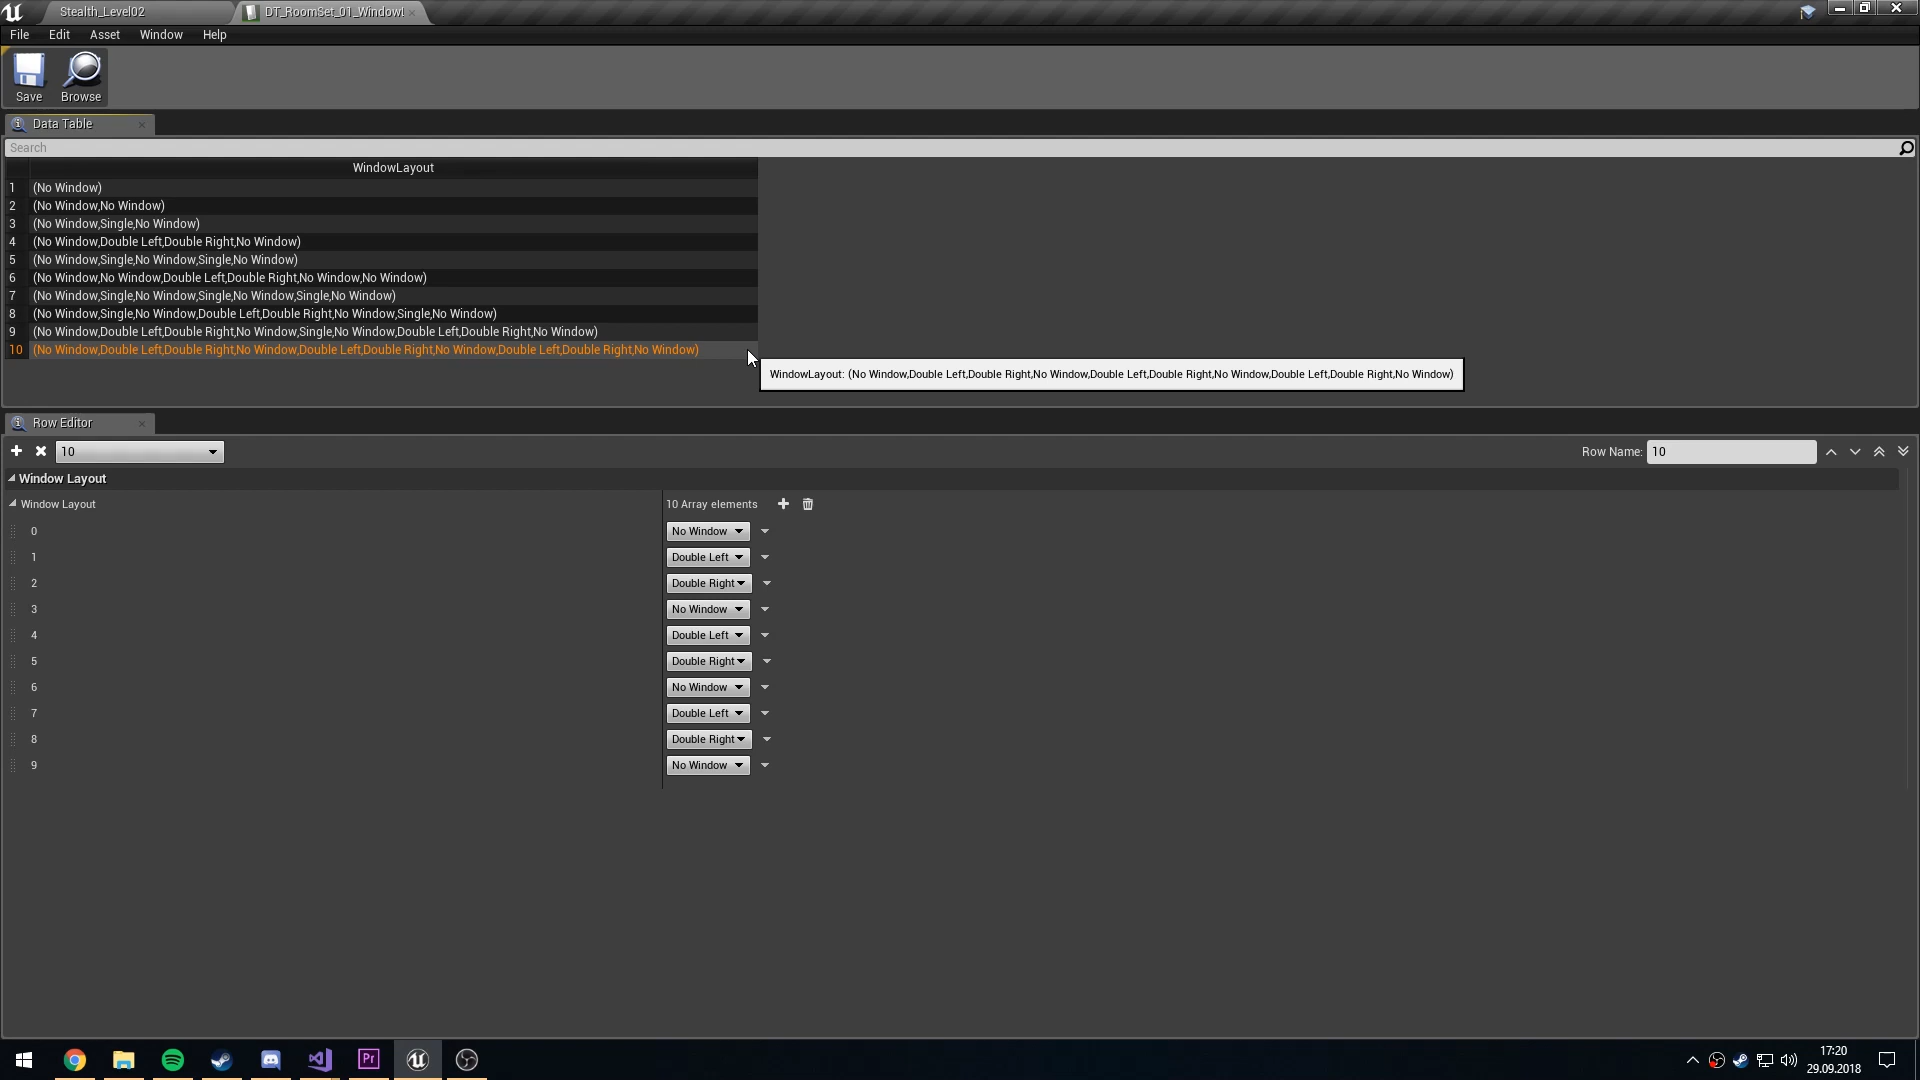 Stealth_Level02
DT_RoomSet_01_Windowl
File Edit Asset Window Help
Save Browse
Data Table
Search
WindowLayout
1 (No Window)
2 (No Window,No Window)
3 (No Window,Single,No Window)
4 (No Window,Double Left,Double Right,No Window)
5 (No Window,Single,No Window,Single,No Window)
6 (No Window,No Window,Double Left,Double Right,No Window,No Window)
7 (No Window,Single,No Window,Single,No Window,Single,No Window)
8 (No Window,Single,No Window,Double Left,Double Right,No Window,Single,No Window)
9 (No Window,Double Left,Double Right,No Window,Single,No Window,Double Left,Double Right,No Window)
10 (No Window,Double Left,Double Right,No Window,Double Left,Double Right,No Window,Double Left,Double Right,No Window)
WindowLayout: (No Window,Double Left,Double Right,No Window,Double Left,Double Right,No Window,Double Left,Double Right,No Window)
Row Editor
10 Row Name: 10
Window Layout
Window Layout 10 Array elements
0 No Window
1 Double Left
2 Double Right
3 No Window
4 Double Left
5 Double Right
6 No Window
7 Double Left
8 Double Right
9 No Window
Pr
17:20
29.09.2018